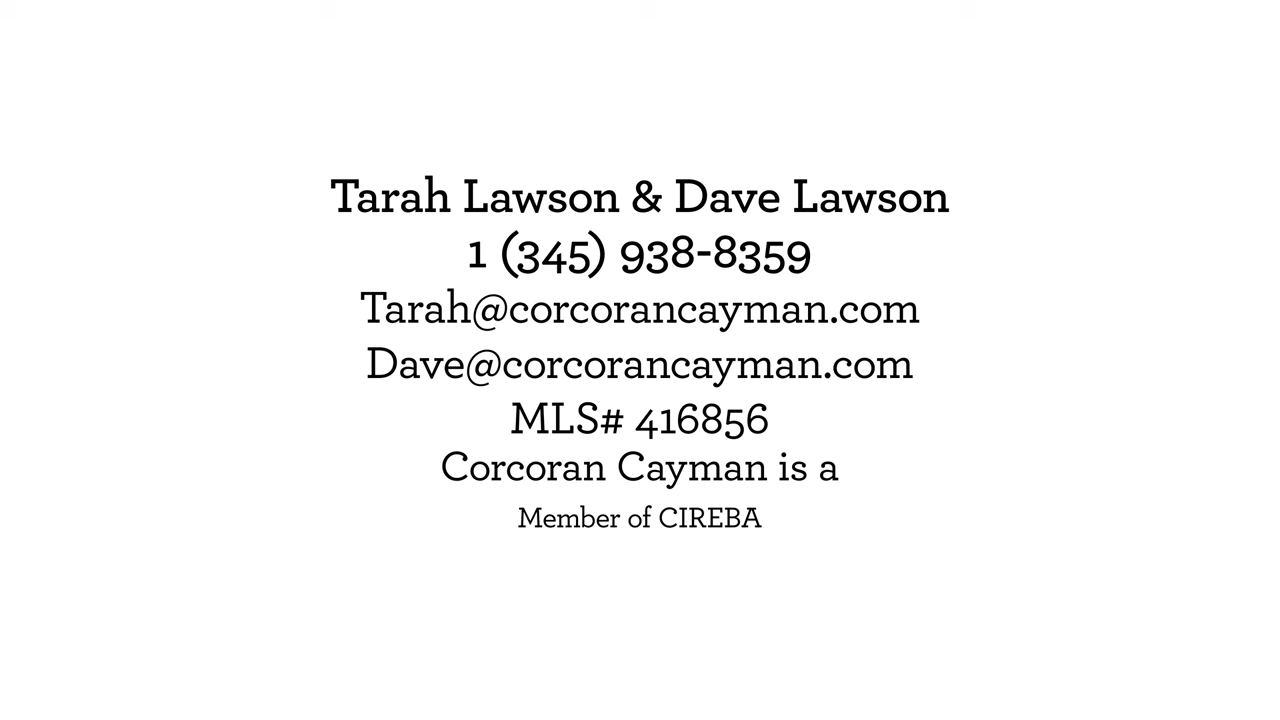 Tarah Lawson & Dave Lawson
1 (345) 938-8359
Tarah@corcorancayman.com
Dave@corcorancayman.com
MLS# 416856
Corcoran Cayman is a
Member of CIREBA